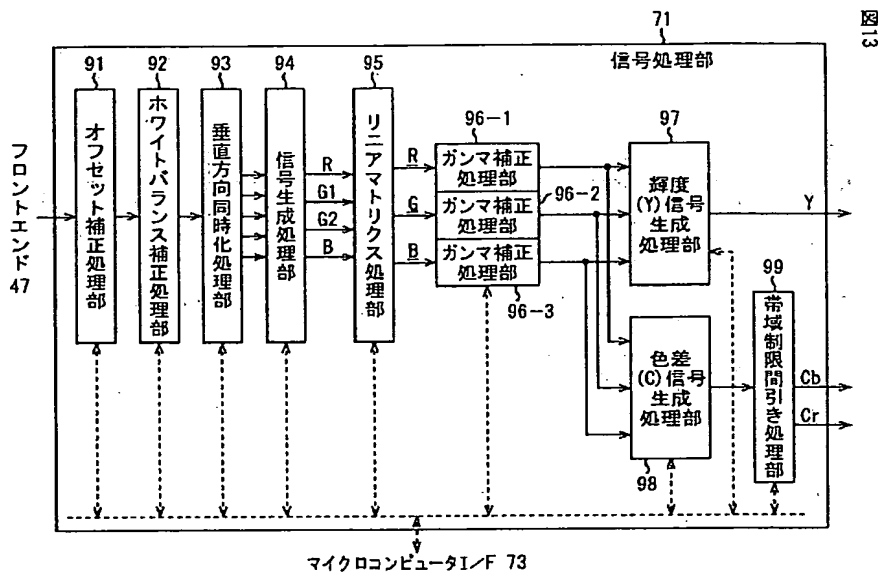 図13
71
信号処理部
91
92
93
94
95
96-1
97
フロントエンド
47
オフセット補正処理部
ホワイトバランス補正処理部
垂直方向同時化処理部
信号生成処理部
R
G1
G2
B
リニアマトリクス処理部
R
G
B
ガンマ補正
処理部
ガンマ補正
処理部
ガンマ補正
処理部
96-2
96-3
輝度
(Y)信号
生成
処理部
Y
色差
(C)信号
生成
処理部
98
99
帯域制限間引き処理部
Cb
Cr
マイクロコンピュータI/F 73